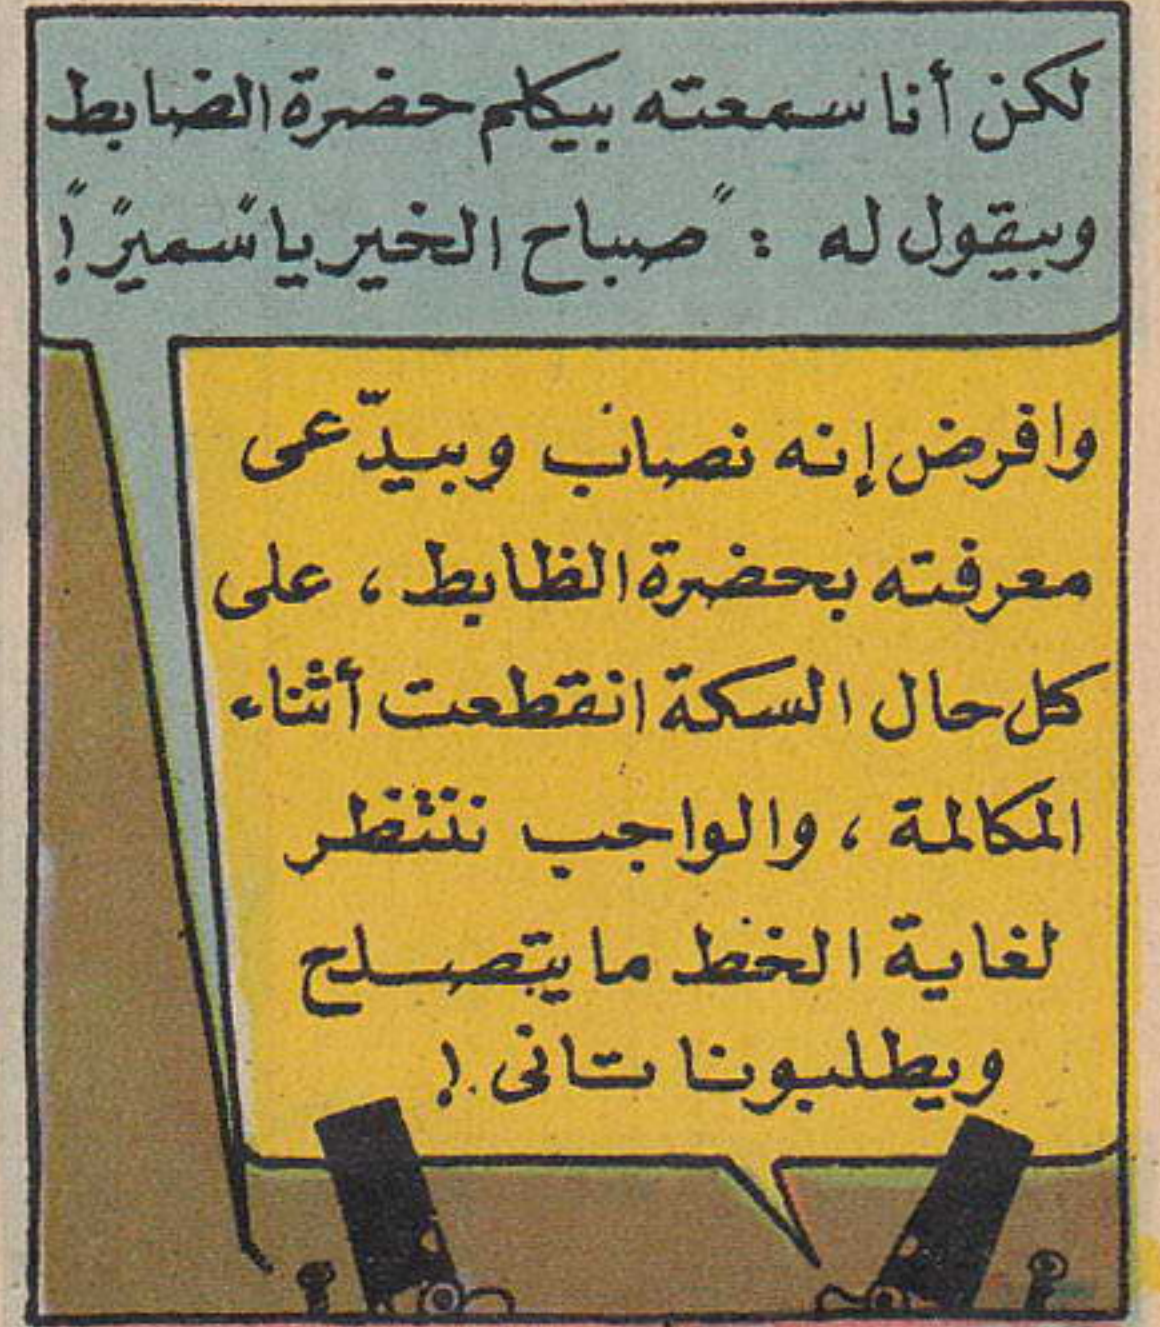 لكن أنا سمعته بيكلم حضرة الضابط
وبيقول له : "صباح الخير يا "سمير" !
وافرض إنه نصاب وبيدّعى
معرفته بحضرة الظابط ، على
كل حال السكة انقطعت أثناء
المكالمة ، والواجب ننتظر
لغاية الخط ما يتصلح
ويطلبونا تانى !